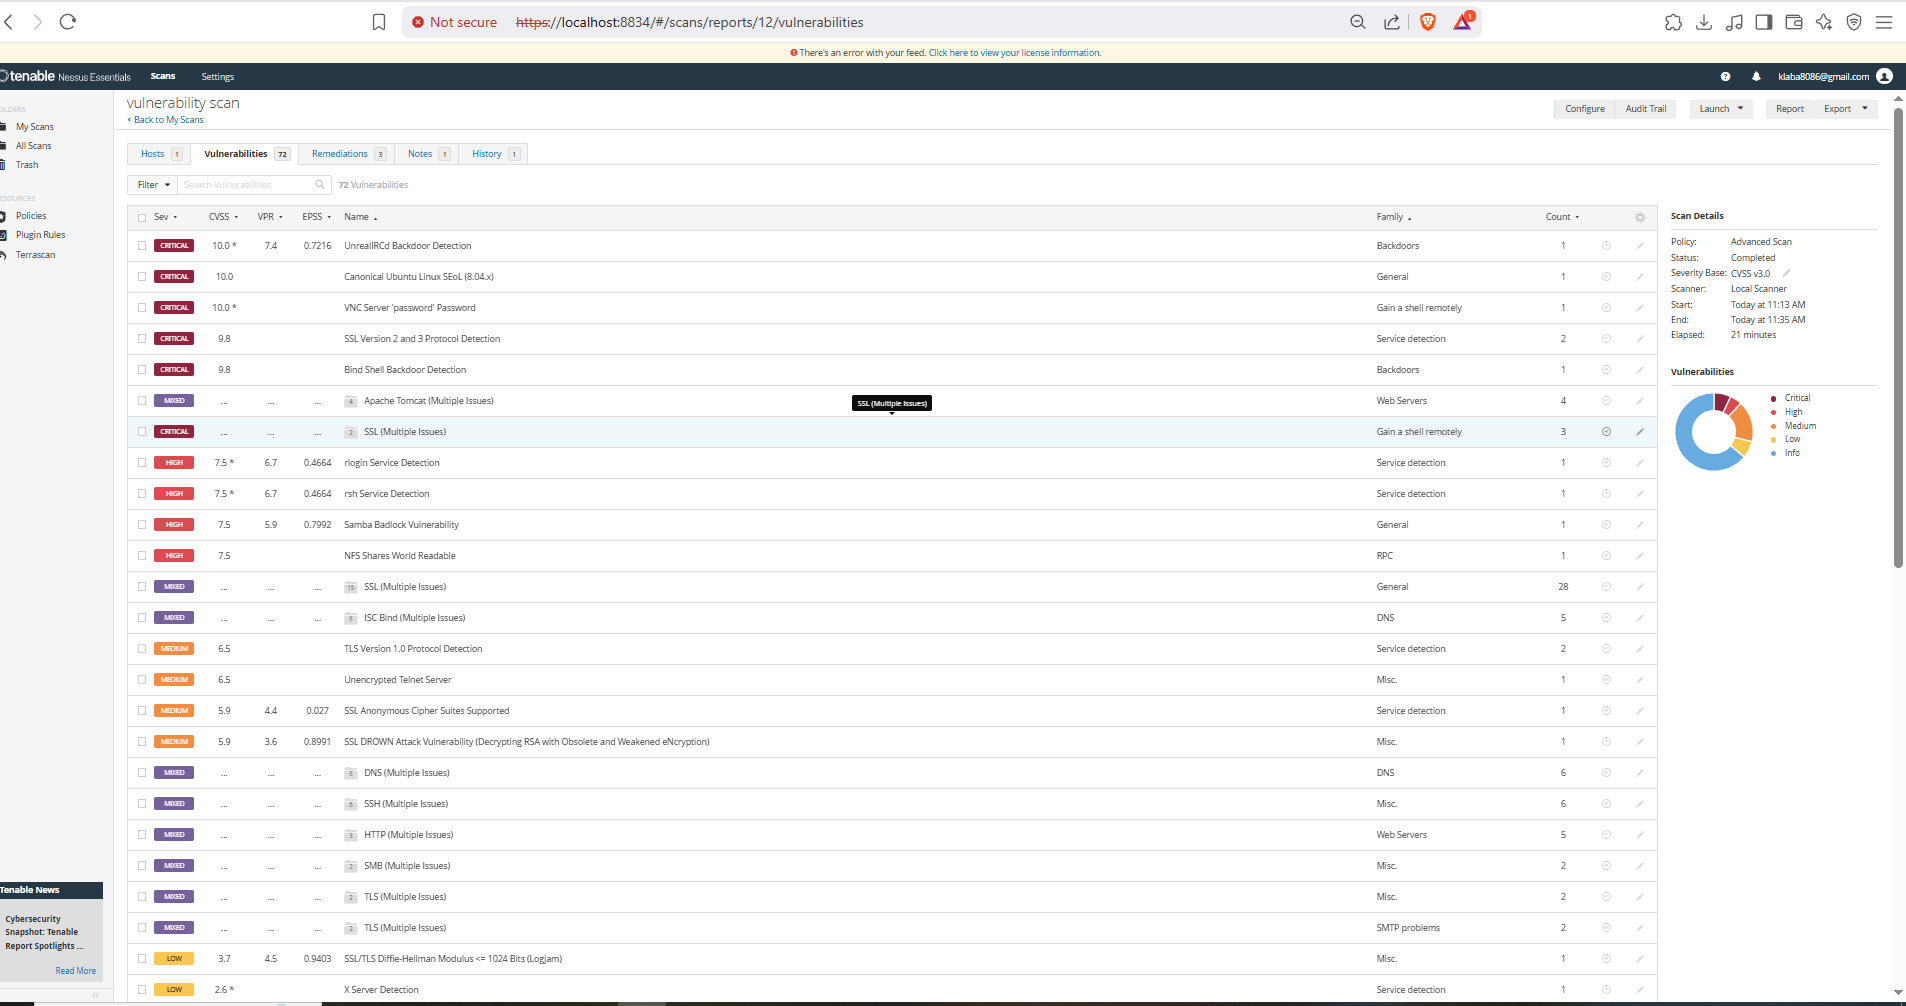 Not secure https://localhost:8834/#/scans/reports/12/vulnerabilities 1
There's an error with your feed. Click here to view your license information.
tenable Nessus Essentials Scans Settings klaba8086@gmail.com
OLDERS
My Scans
All Scans
Trash
ESOURCES
Policies
Plugin Rules
Terrascan
vulnerability scan
Back to My Scans
Configure Audit Trail Launch Report Export
Hosts 1 Vulnerabilities 72 Remediations 3 Notes 1 History 1
Filter Search Vulnerabilities 72 Vulnerabilities
Sev CVSS VPR EPSS Name Family Count
CRITICAL 10.0 * 7.4 0.7216 UnrealIRCd Backdoor Detection Backdoors 1
CRITICAL 10.0 Canonical Ubuntu Linux SEoL (8.04.x) General 1
CRITICAL 10.0 * VNC Server 'password' Password Gain a shell remotely 1
CRITICAL 9.8 SSL Version 2 and 3 Protocol Detection Service detection 2
CRITICAL 9.8 Bind Shell Backdoor Detection Backdoors 1
MIXED ... ... ... 4 Apache Tomcat (Multiple Issues) Web Servers 4
SSL (Multiple Issues)
CRITICAL ... ... ... 2 SSL (Multiple Issues) Gain a shell remotely 3
HIGH 7.5 * 6.7 0.4664 rlogin Service Detection Service detection 1
HIGH 7.5 * 6.7 0.4664 rsh Service Detection Service detection 1
HIGH 7.5 5.9 0.7992 Samba Badlock Vulnerability General 1
HIGH 7.5 NFS Shares World Readable RPC 1
MIXED ... ... ... 15 SSL (Multiple Issues) General 28
MIXED ... ... ... 5 ISC Bind (Multiple Issues) DNS 5
MEDIUM 6.5 TLS Version 1.0 Protocol Detection Service detection 2
MEDIUM 6.5 Unencrypted Telnet Server Misc. 1
MEDIUM 5.9 4.4 0.027 SSL Anonymous Cipher Suites Supported Service detection 1
MEDIUM 5.9 3.6 0.8991 SSL DROWN Attack Vulnerability (Decrypting RSA with Obsolete and Weakened eNcryption) Misc. 1
MIXED ... ... ... 5 DNS (Multiple Issues) DNS 6
MIXED ... ... ... 6 SSH (Multiple Issues) Misc. 6
MIXED ... ... ... 3 HTTP (Multiple Issues) Web Servers 5
MIXED ... ... ... 2 SMB (Multiple Issues) Misc. 2
MIXED ... ... ... 2 TLS (Multiple Issues) Misc. 2
MIXED ... ... ... 2 TLS (Multiple Issues) SMTP problems 2
LOW 3.7 4.5 0.9403 SSL/TLS Diffie-Hellman Modulus <= 1024 Bits (Logjam) Misc. 1
LOW 2.6 * X Server Detection Service detection 1
Scan Details
Policy: Advanced Scan
Status: Completed
Severity Base: CVSS v3.0
Scanner: Local Scanner
Start: Today at 11:13 AM
End: Today at 11:35 AM
Elapsed: 21 minutes
Vulnerabilities
Critical
High
Medium
Low
Info
Tenable News
Cybersecurity
Snapshot: Tenable
Report Spotlights ...
Read More